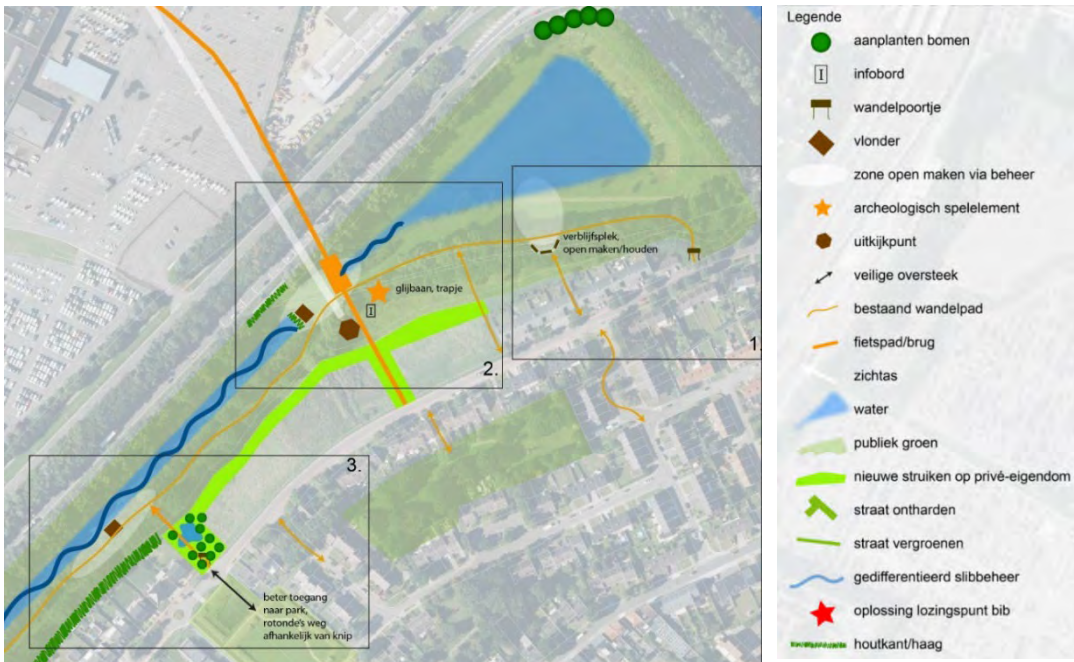 verblijfsplek,
open maken/houden
glijbaan, trapje
1.
2.
3.
beter toegang
naar park,
rotonde's weg
afhankelijk van knip
Legende
aanplanten bomen
I
infobord
wandelpoortje
vlonder
zone open maken via beheer
archeologisch spelelement
uitkijkpunt
veilige oversteek
bestaand wandelpad
fietspad/brug
zichtas
water
publiek groen
nieuwe struiken op privé-eigendom
straat ontharden
straat vergroenen
gedifferentieerd slibbeheer
oplossing lozingspunt bib
houtkant/haag